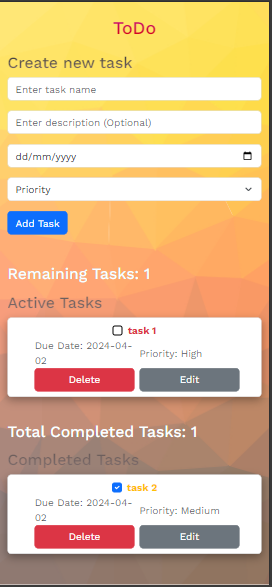 ToDo
Create new task
Enter task name
Enter description (Optional)
dd/mm/yyyy
Priority
Add Task
Remaining Tasks: 1
Active Tasks
task 1
Due Date: 2024-04-
02
Priority: High
Delete
Edit
Total Completed Tasks: 1
Completed Tasks
task 2
Due Date: 2024-04-
02
Priority: Medium
Delete
Edit